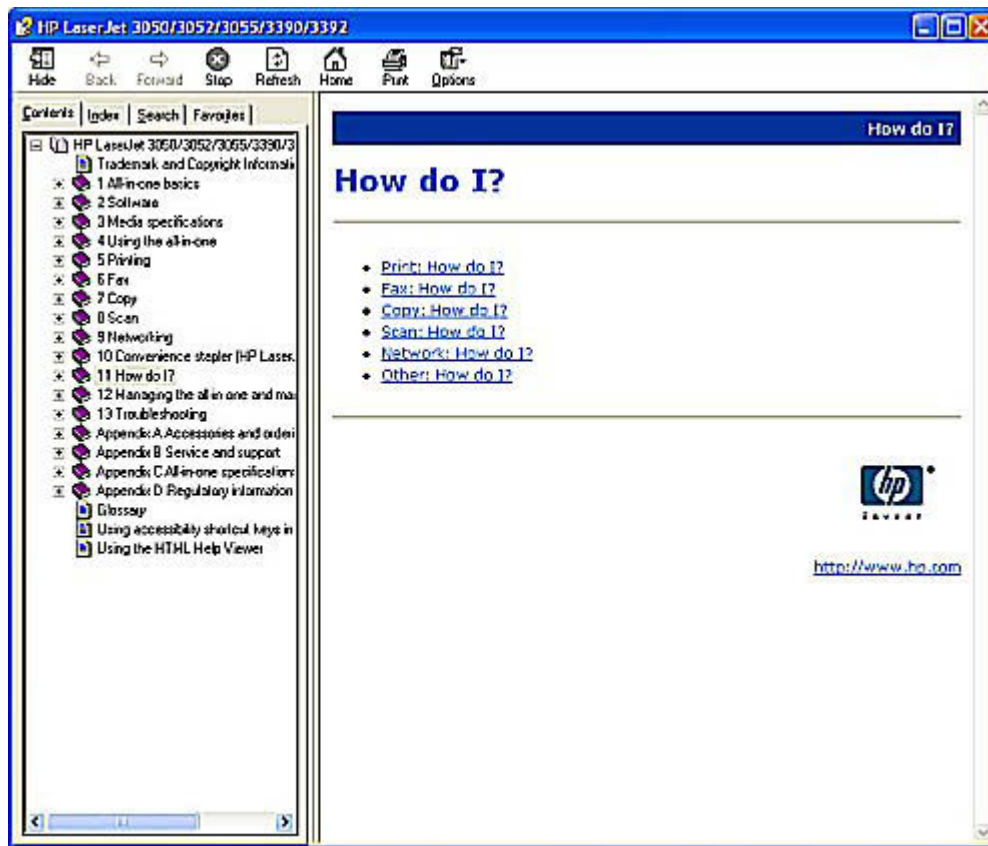 HP LaserJet 3050/3052/3055/3390/3392
Hide Back Forward Stop Refresh Home Print Options
Contents Index Search Favorites
HP LaserJet 3050/3052/3055/3390/3
Trademark and Copyright Informati
1 All-in-one basics
2 Software
3 Media specifications
4 Using the all-in-one
5 Printing
6 Fax
7 Copy
8 Scan
9 Networking
10 Convenience stapler (HP Laser.
11 How do I?
12 Managing the all in one and mai
13 Troubleshooting
Appendix A Accessories and orderi
Appendix B Service and support
Appendix C All-in-one specifications
Appendix D Regulatory information
Glossary
Using accessibility shortcut keys in
Using the HTML Help Viewer
How do I?
How do I?
Print: How do I?
Fax: How do I?
Copy: How do I?
Scan: How do I?
Network: How do I?
Other: How do I?
hp
invent
http://www.hp.com